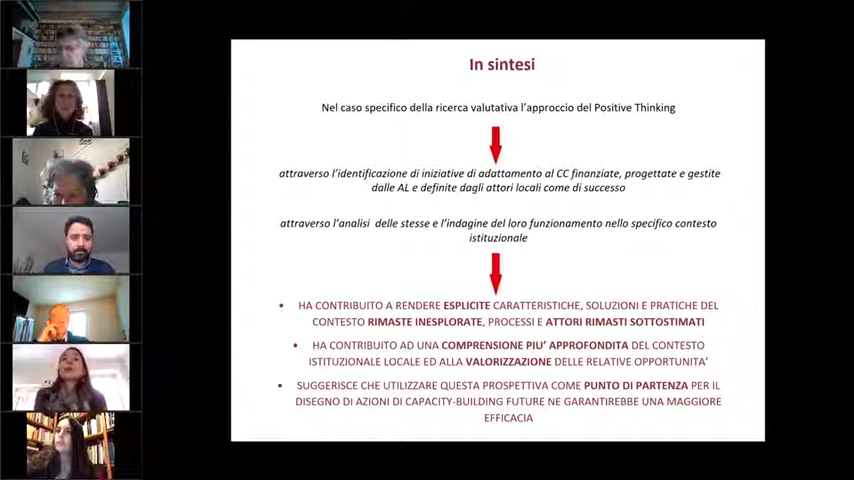 In sintesi
Nel caso specifico della ricerca valutativa l'approccio del Positive Thinking
attraverso l'identificazione di iniziative di adattamento al CC finanziate, progettate e gestite
dalle AL e definite dagli attori locali come di successo
attraverso l'analisi delle stesse e l'indagine del loro funzionamento nello specifico contesto
istituzionale
• HA CONTRIBUITO A RENDERE ESPLICITE CARATTERISTICHE, SOLUZIONI E PRATICHE DEL
CONTESTO RIMASTE INESPLORATE, PROCESSI E ATTORI RIMASTI SOTTOSTIMATI
• HA CONTRIBUITO AD UNA COMPRENSIONE PIU' APPROFONDITA DEL CONTESTO
ISTITUZIONALE LOCALE ED ALLA VALORIZZAZIONE DELLE RELATIVE OPPORTUNITA'
• SUGGERISCE CHE UTILIZZARE QUESTA PROSPETTIVA COME PUNTO DI PARTENZA PER IL
DISEGNO DI AZIONI DI CAPACITY-BUILDING FUTURE NE GARANTIREBBE UNA MAGGIORE
EFFICACIA